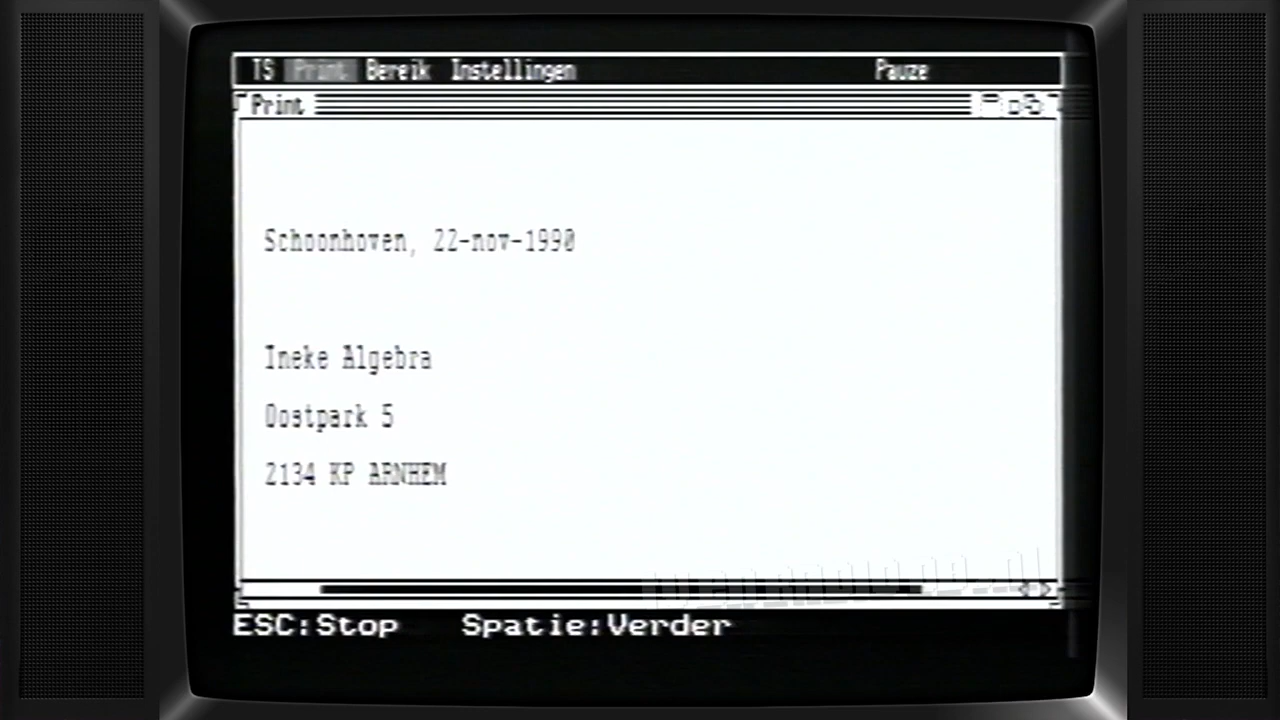 TS Print Bereik Instellingen Pauze
Print
Schoonhoven, 22-nov-1990
Ineke Algebra
Oostpark 5
2134 KP ARNHEM
ESC:Stop Spatie:Verder